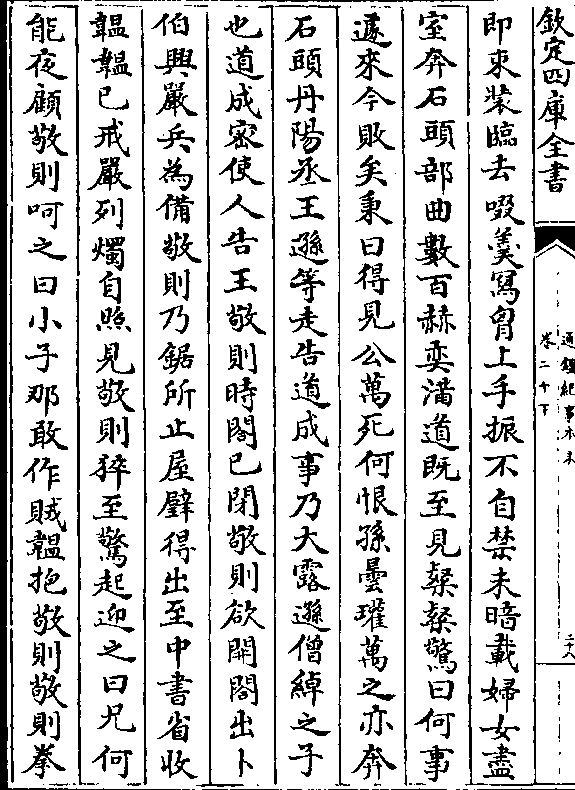 欽定四庫全書
通鑑紀事本末
卷二十下
二十八
即束裝臨去啜羮寫胷上手振不自禁未暗載婦女盡
室奔石頭部曲數百赫奕滿道既至見粲粲驚曰何事
遽來今敗矣秉曰得見公萬死何恨孫曇瓘萬之亦奔
石頭丹陽丞王遜等走告道成事乃大露遜僧綽之子
也道成密使人告王敬則時閤已閉敬則欲開閤出卜
伯興嚴兵為備敬則乃鋸所止屋壁得出至中書省收
韞韞已戒嚴列燭自照見敬則猝至驚起迎之曰兄何
能夜顧敬則呵之曰小子那敢作賊韞抱敬則敬則拳